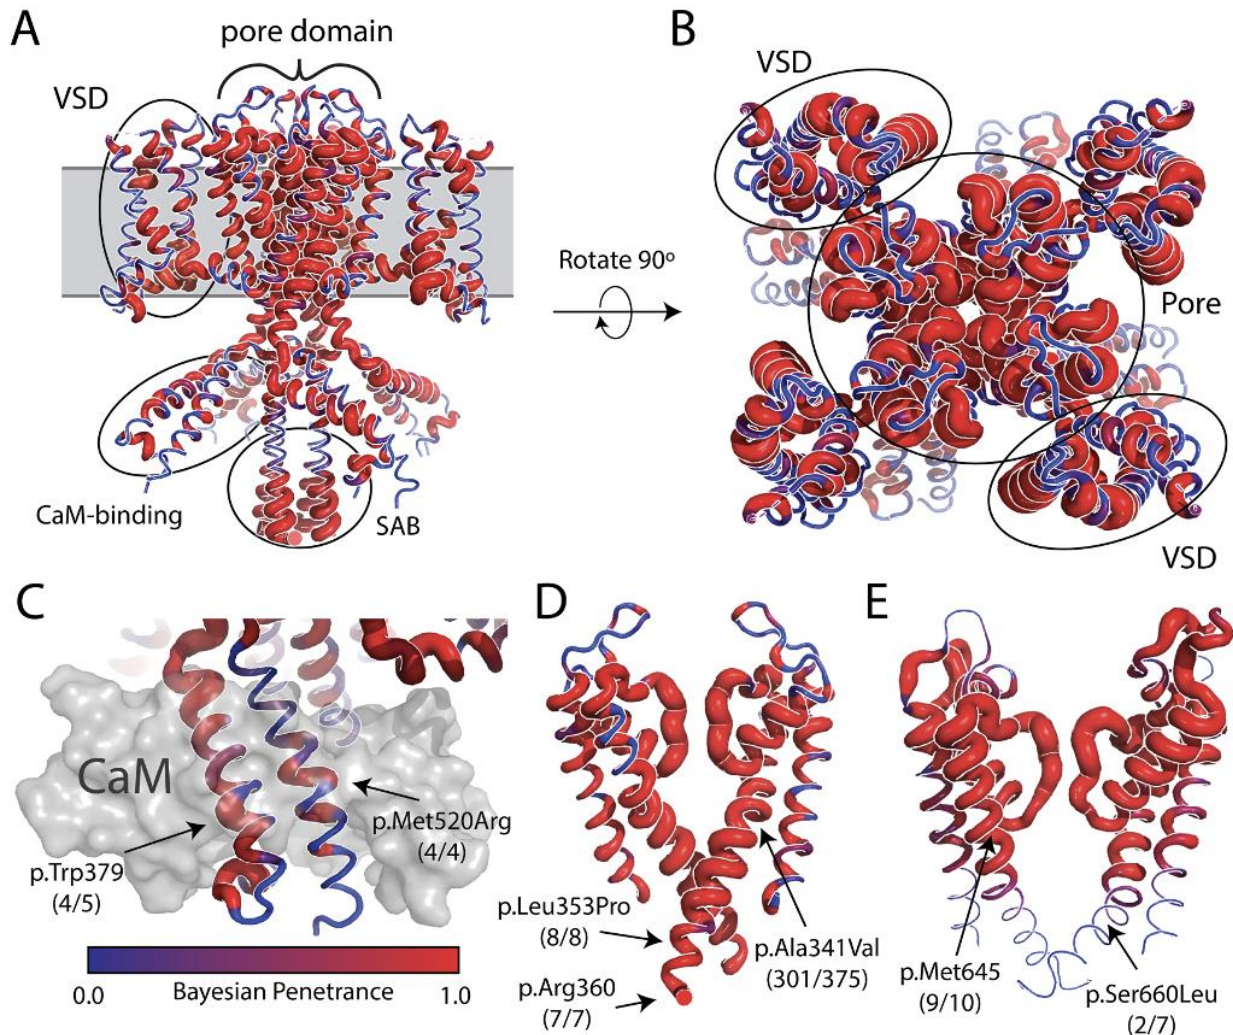 A
pore domain
VSD
CaM-binding
SAB
Rotate 90º
B
VSD
Pore
VSD
C
CaM
p.Trp379
(4/5)
p.Met520Arg
(4/4)
0.0 Bayesian Penetrance 1.0
D
p.Leu353Pro
(8/8)
p.Arg360
(7/7)
p.Ala341Val
(301/375)
E
p.Met645
(9/10)
p.Ser660Leu
(2/7)